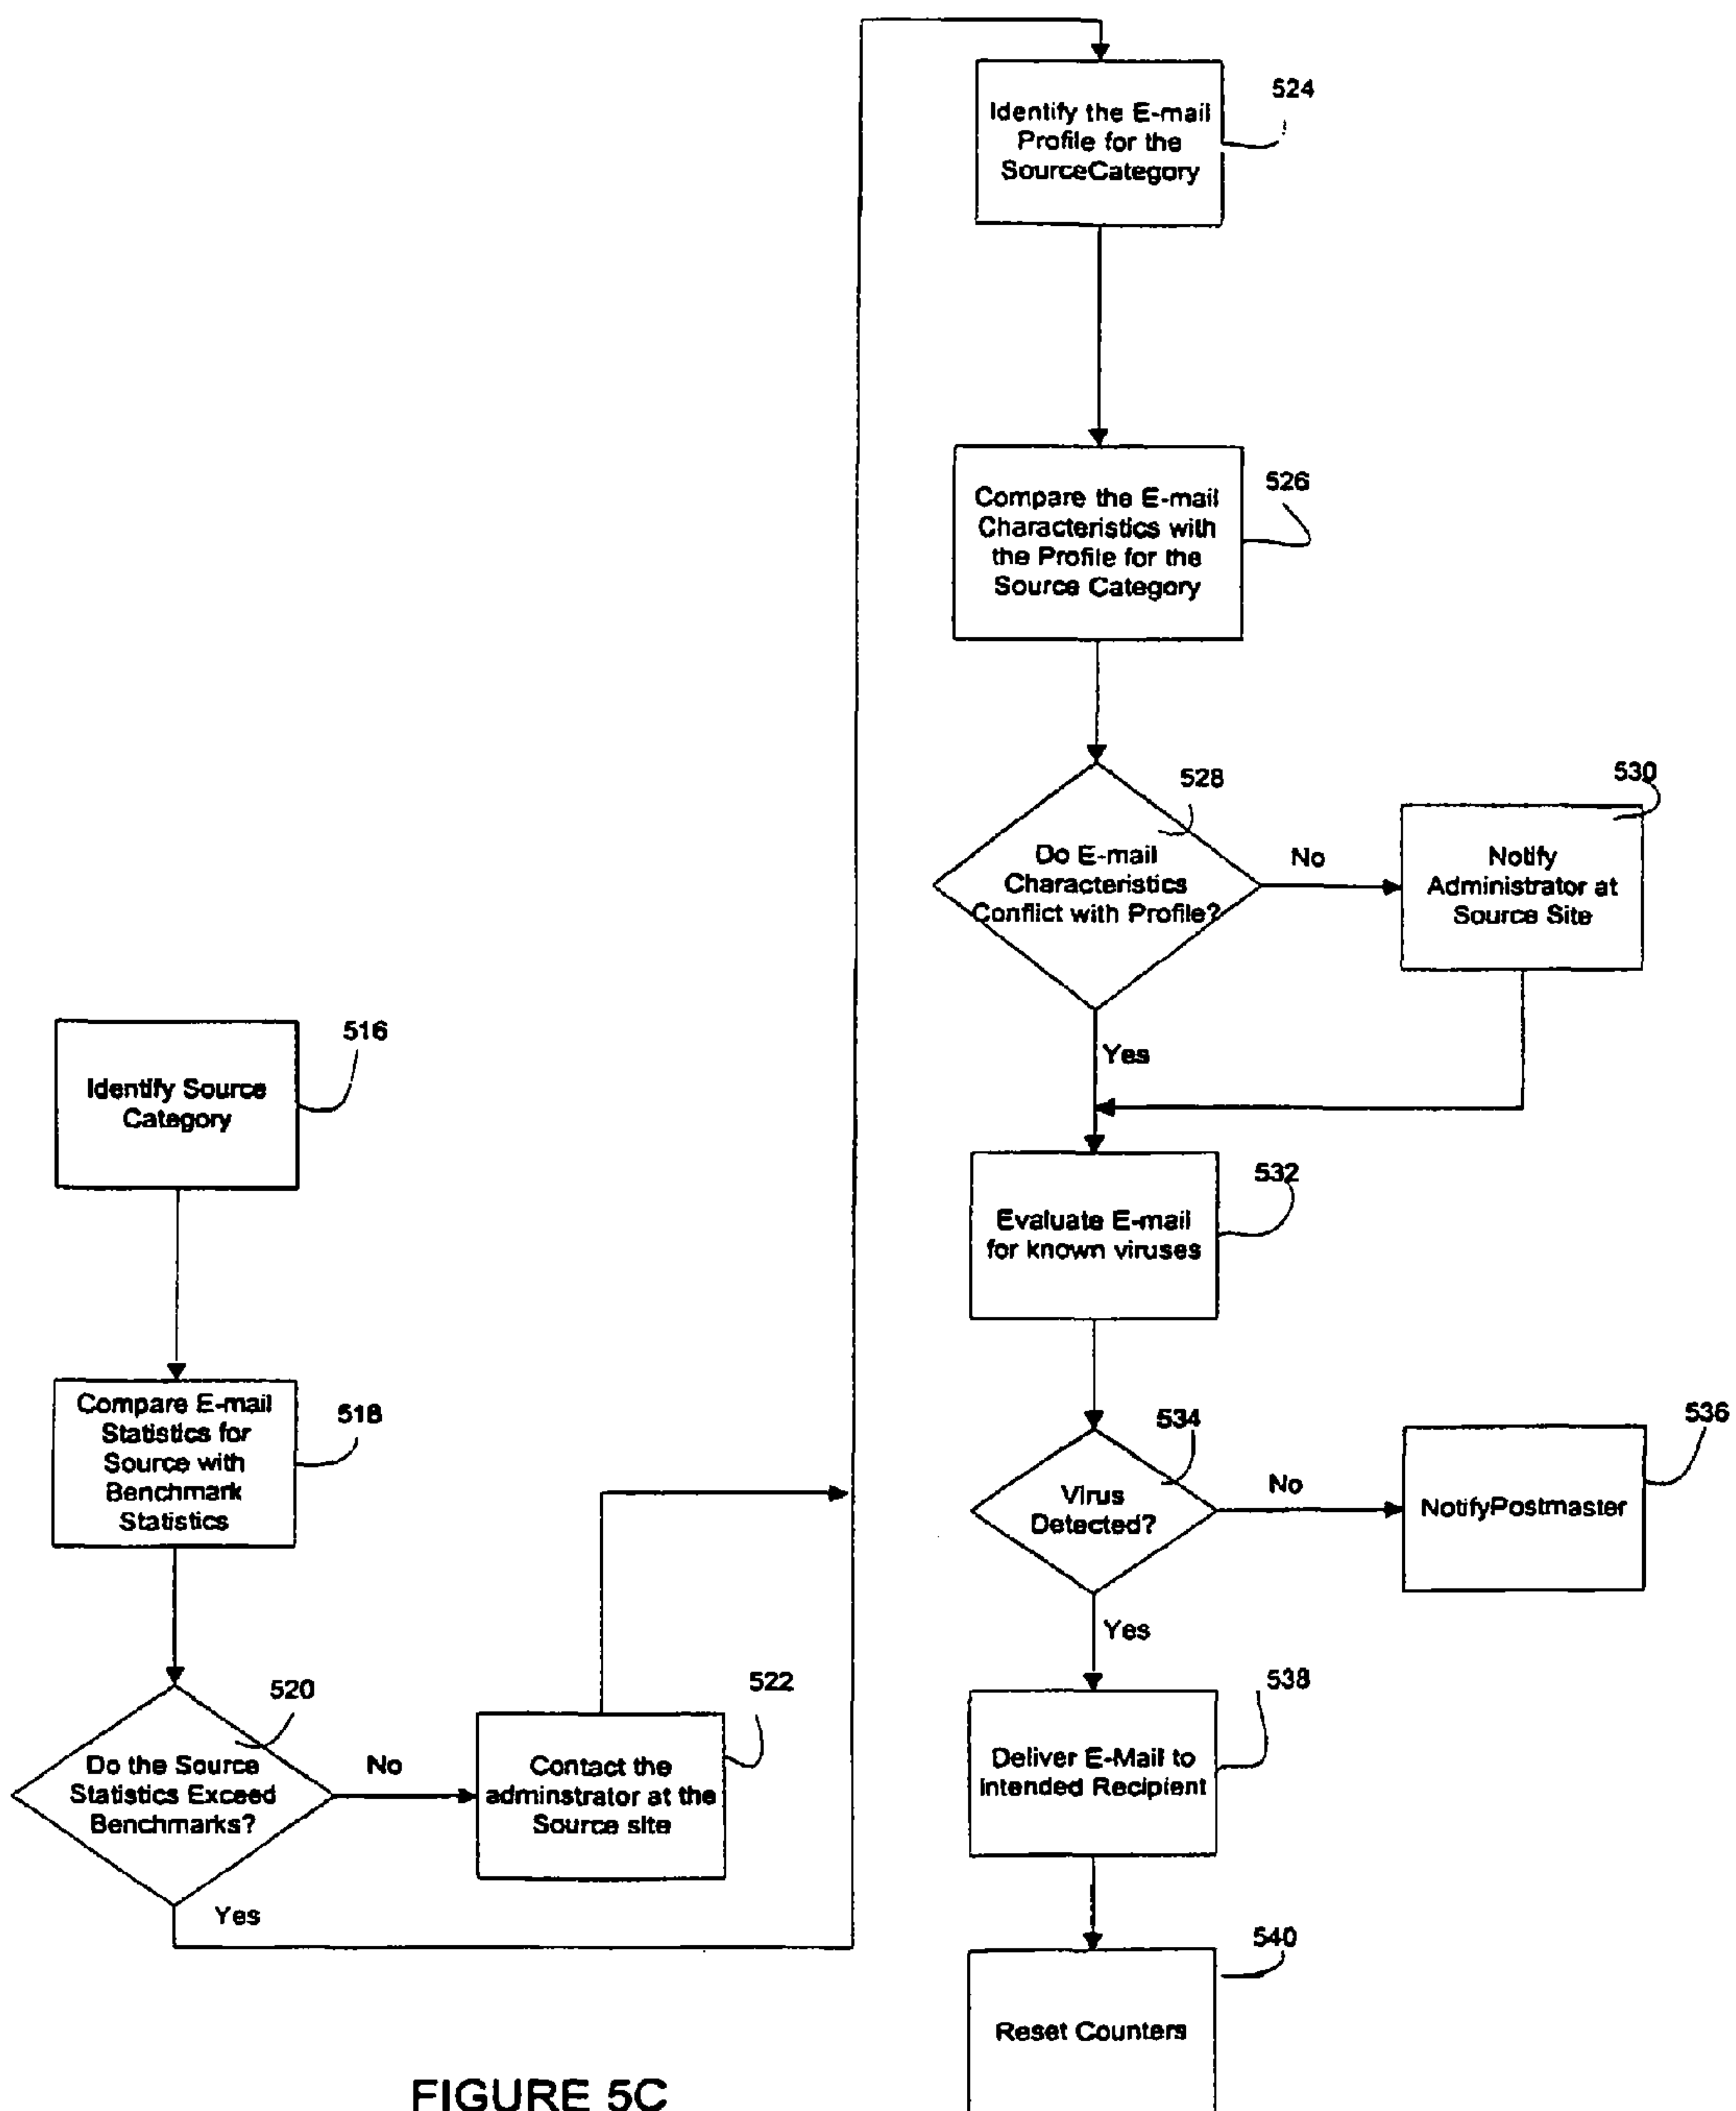 524
Identify the E-mail
Profile for the
SourceCategory
526
Compare the E-mail
Characteristics with
the Profile for the
Source Category
528
Do E-mail
Characteristics
Conflict with Profile?
No
530
Notify
Administrator at
Source Site
Yes
516
Identify Source
Category
532
Evaluate E-mail
for known viruses
518
Compare E-mail
Statistics for
Source with
Benchmark
Statistics
534
Virus
Detected?
No
536
NotifyPostmaster
Yes
520
Do the Source
Statistics Exceed
Benchmarks?
No
522
Contact the
adminstrator at the
Source site
Yes
538
Deliver E-Mail to
Intended Recipient
540
Reset Counters
FIGURE 5C